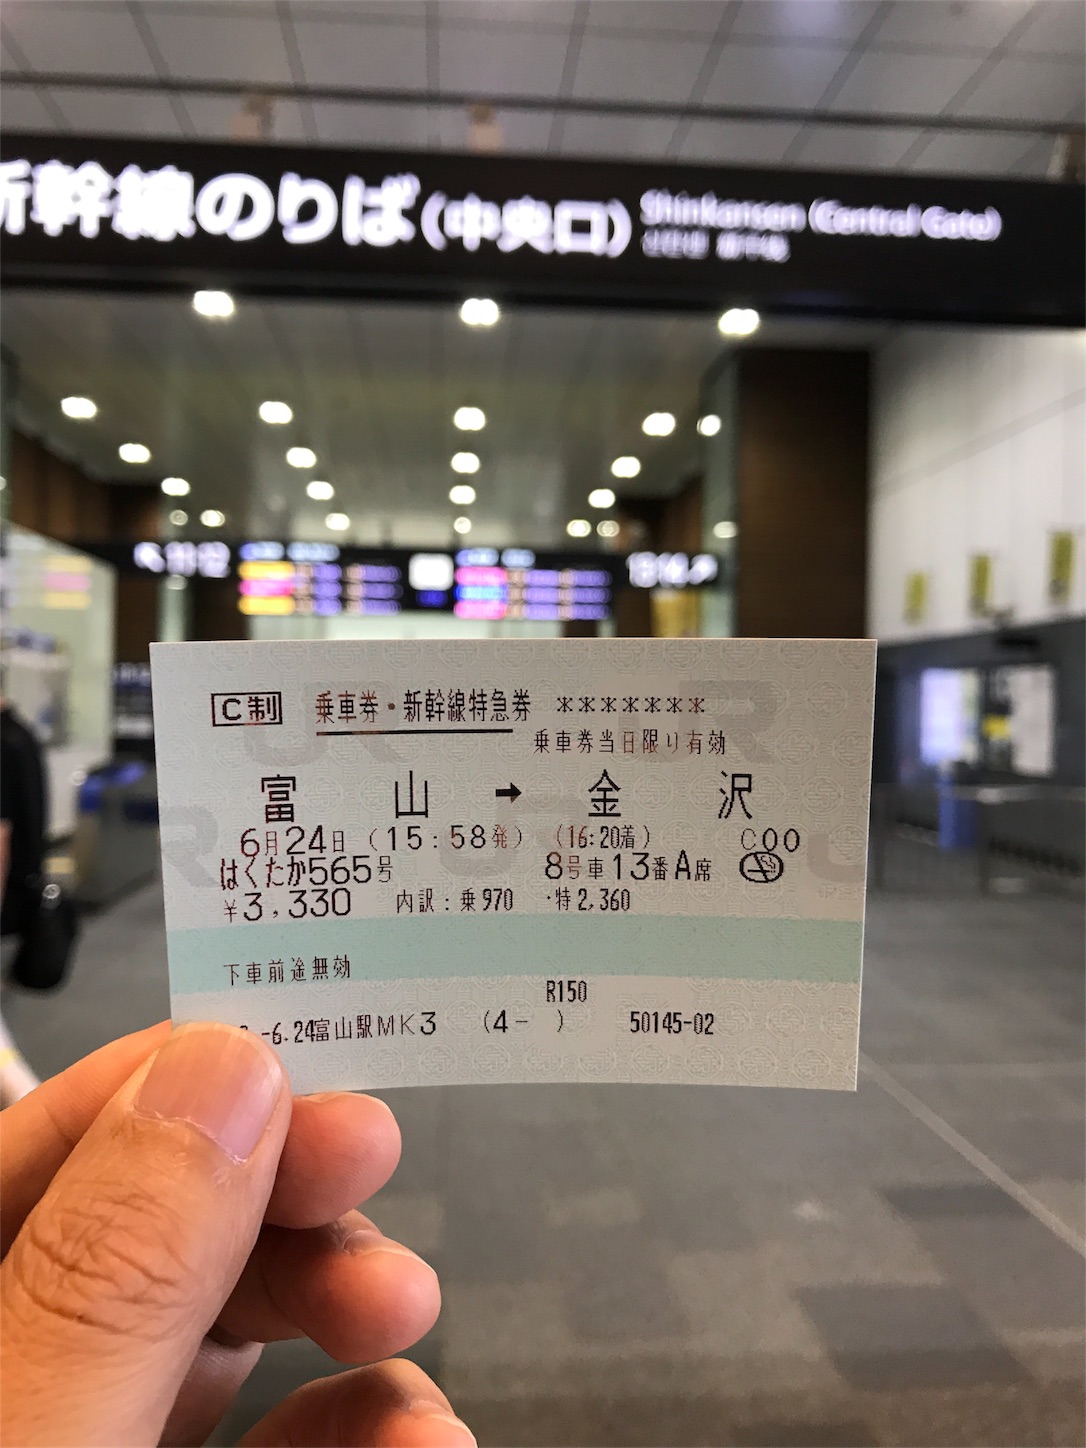 新幹線のりば(中央口) Shinkansen (Central Gate)
C制 乗車券・新幹線特急券 *******
乗車券当日限り有効
富山 → 金沢
6月24日 (15:58発) (16:20着) C00
はくたか565号 8号車13番A席
¥3,330 内訳:乗970 ・特2,360
下車前途無効
R150
-6.24富山駅MK3 (4- ) 50145-02